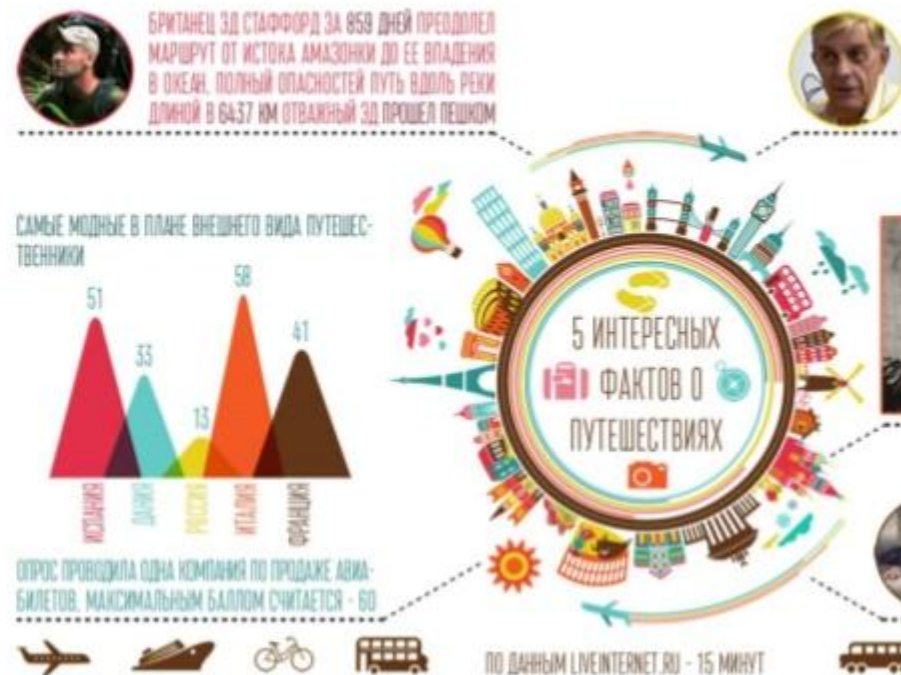 БРИТАНЕЦ ЭД СТАФФОРД ЗА 859 ДНЕЙ ПРЕОДОЛЕЛ
МАРШРУТ ОТ ИСТОКА АМАЗОНКИ ДО ЕЕ ВПАДЕНИЯ
В ОКЕАН. ПОЛНЫЙ ОПАСНОСТЕЙ ПУТЬ ВДОЛЬ РЕКИ
ДЛИНОЙ В 6437 КМ ОТВАЖНЫЙ ЭД ПРОШЕЛ ПЕШКОМ
САМЫЕ МОДНЫЕ В ПЛАНЕ ВНЕШНЕГО ВИДА ПУТЕШЕС-
ТВЕННИКИ
51
33
13
58
41
ИСПАНИЯ
ДАНИЯ
РОССИЯ
ИТАЛИЯ
ФРАНЦИЯ
ОПРОС ПРОВОДИЛА ОДНА КОМПАНИЯ ПО ПРОДАЖЕ АВИА-
БИЛЕТОВ. МАКСИМАЛЬНЫМ БАЛЛОМ СЧИТАЕТСЯ - 60
5 ИНТЕРЕСНЫХ
ФАКТОВ О
ПУТЕШЕСТВИЯХ
ПО ДАННЫМ LIVEINTERNET.RU - 15 МИНУТ